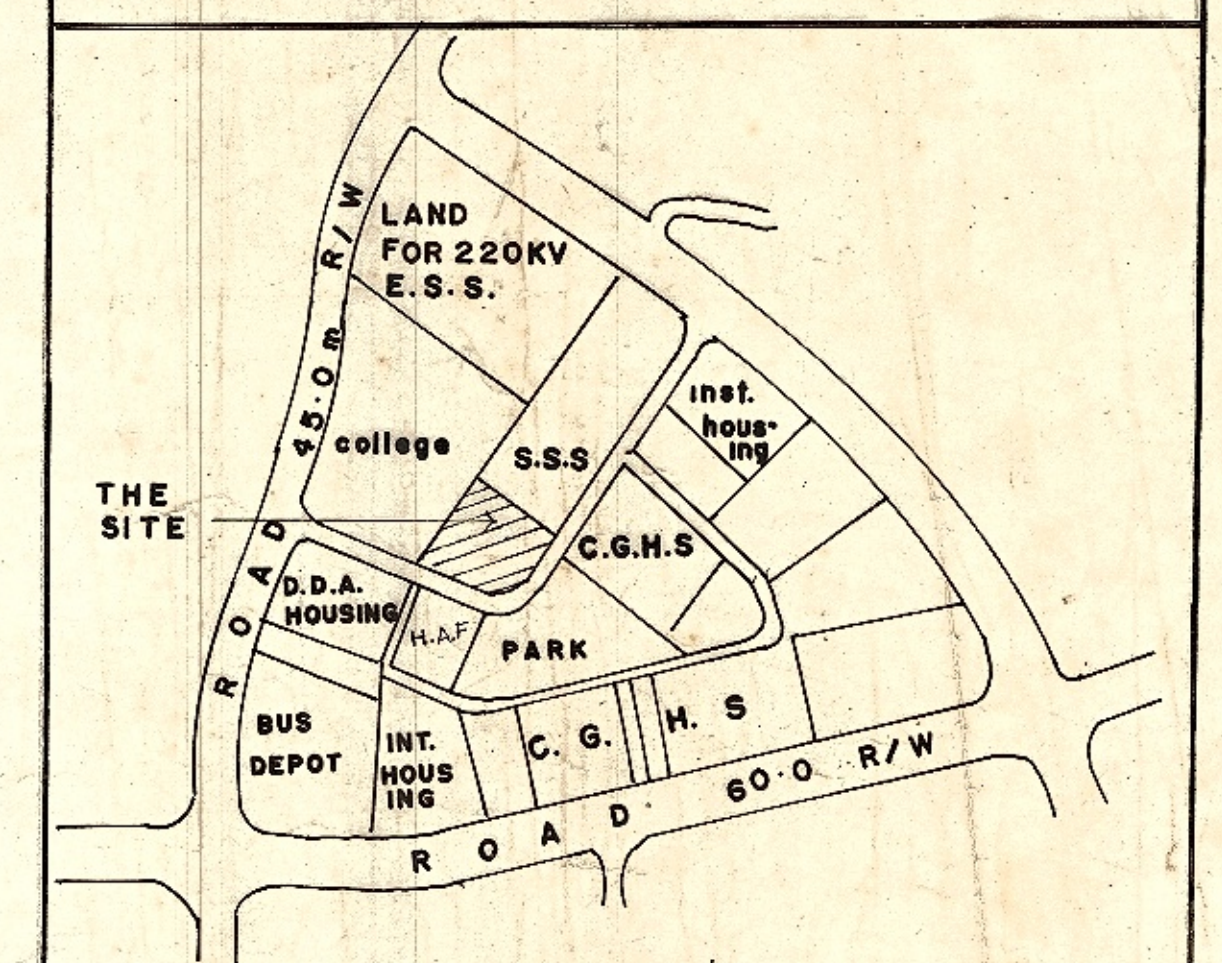 LAND
FOR 220KV
E.S.S.
ROAD 45.0m R/W
college
S.S.S
inst.
hous-
ing
THE
SITE
C.G.H.S
D.D.A.
HOUSING
H.A.F
PARK
BUS
DEPOT
INT.
HOUS
ING
C. G. H. S
ROAD 60.0 R/W